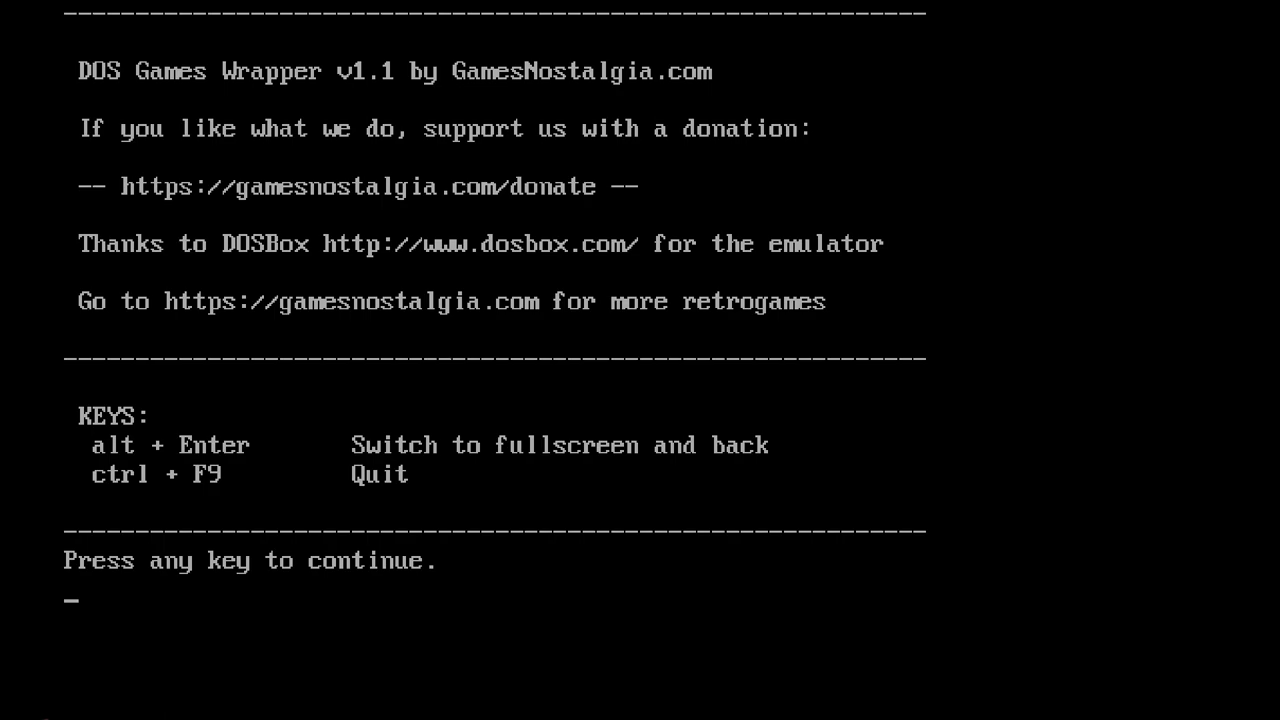 ------------------------------------------------------------
DOS Games Wrapper v1.1 by GamesNostalgia.com
If you like what we do, support us with a donation:
-- https://gamesnostalgia.com/donate --
Thanks to DOSBox http://www.dosbox.com/ for the emulator
Go to https://gamesnostalgia.com for more retrogames
------------------------------------------------------------
KEYS:
alt + Enter Switch to fullscreen and back
ctrl + F9 Quit
------------------------------------------------------------
Press any key to continue.
_